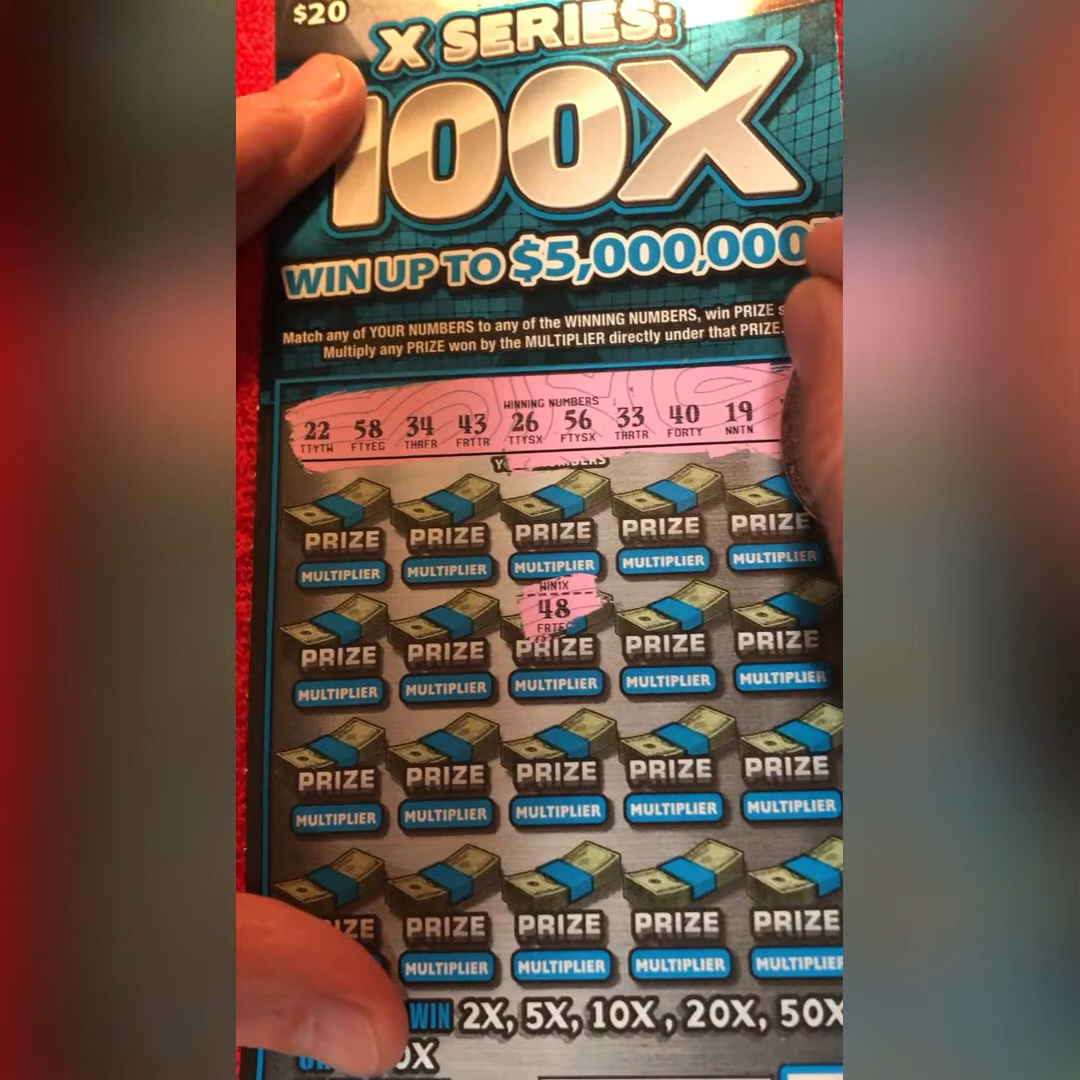 $20
X SERIES:
100X
WIN UP TO $5,000,000
Match any of YOUR NUMBERS to any of the WINNING NUMBERS, win PRIZE
Multiply any PRIZE won by the MULTIPLIER directly under that PRIZE.
WINNING NUMBERS
22 58 34 43 26 56 33 40 19
TTYTW FTYEG THRFR FRTTR TTYSX FTYSX THRTR FORTY NNTN
PRIZE PRIZE PRIZE PRIZE PRIZE
MULTIPLIER MULTIPLIER MULTIPLIER MULTIPLIER MULTIPLIER
WIN1X
48
PRIZE PRIZE PRIZE PRIZE PRIZE
MULTIPLIER MULTIPLIER MULTIPLIER MULTIPLIER MULTIPLIER
PRIZE PRIZE PRIZE PRIZE PRIZE
MULTIPLIER MULTIPLIER MULTIPLIER MULTIPLIER MULTIPLIER
PRIZE PRIZE PRIZE PRIZE
MULTIPLIER MULTIPLIER MULTIPLIER MULTIPLIER
WIN 2X, 5X, 10X, 20X, 50X